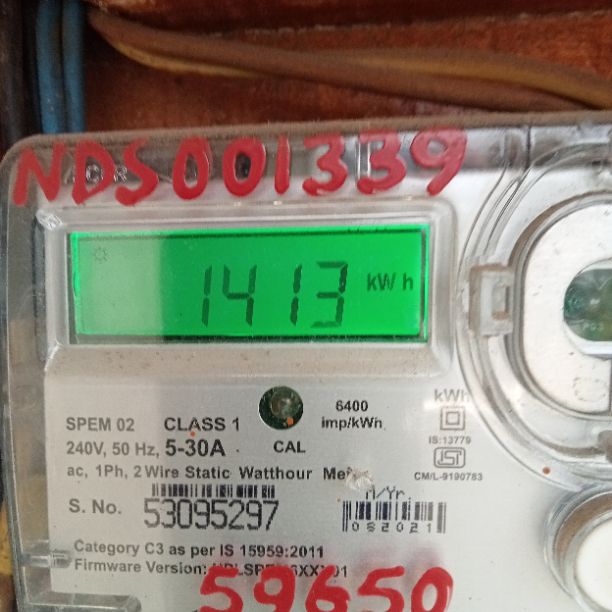 NDS001339
1413 kWh
6400
imp/kWh
kWh
SPEM 02 CLASS 1
240V, 50 Hz, 5-30A
CAL
IS:13779
ac, 1Ph, 2 Wire Static Watthour
CM/L-9190783
M/Yr.
S. No. 53095297
082021
Category C3 as per IS 15959:2011
Firmware Version:
59650